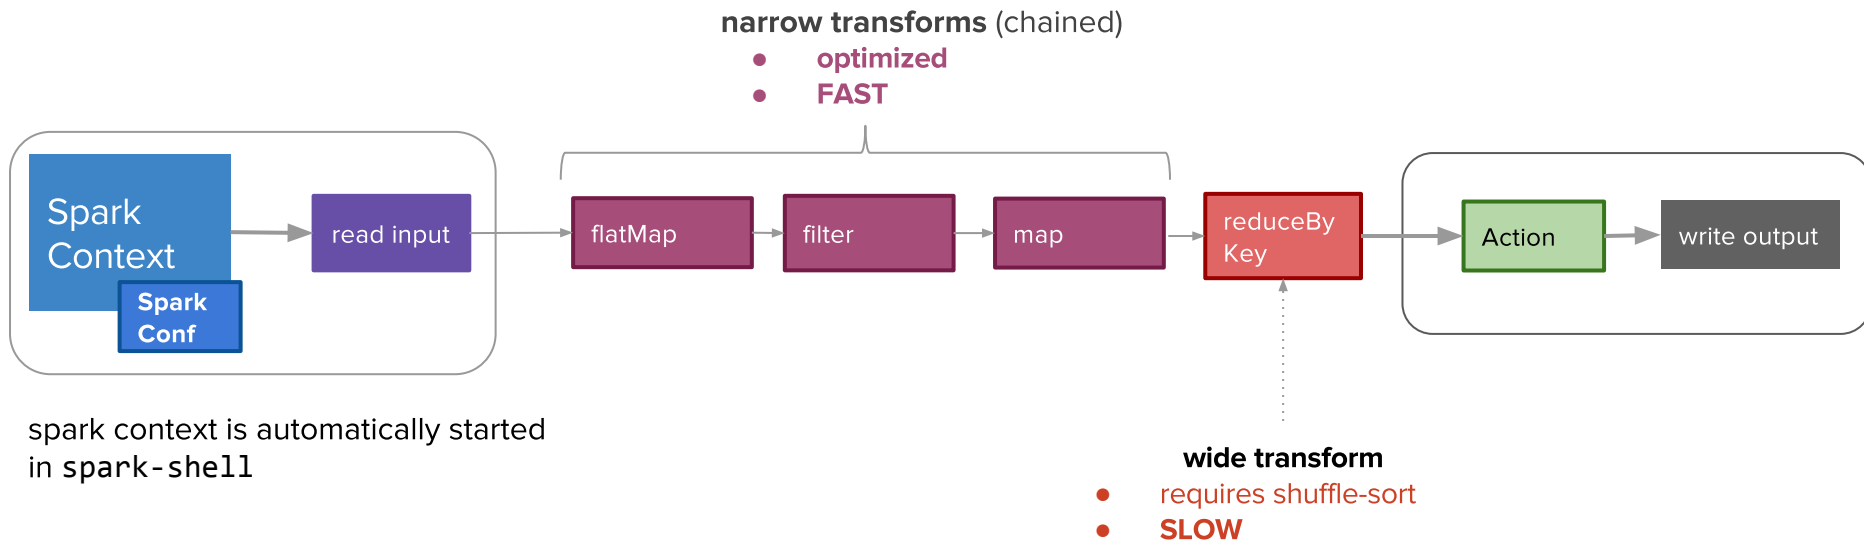 narrow transforms (chained)
● optimized
● FAST
Spark
Context
Spark
Conf
read input
flatMap
filter
map
reduceBy
Key
Action
write output
spark context is automatically started
in spark-shell
wide transform
● requires shuffle-sort
● SLOW